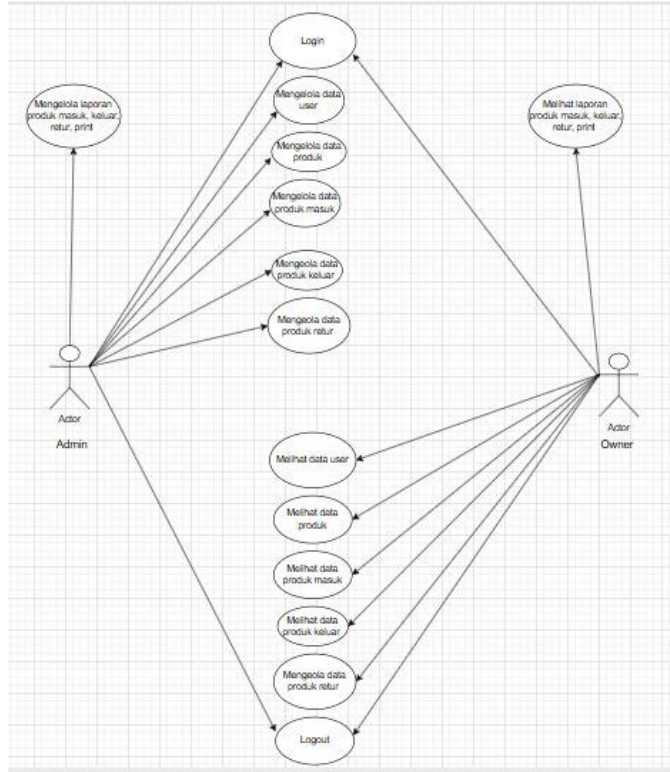 Login
Mengelola laporan
produk masuk, keluar,
retur, print
Melihat laporan
produk masuk, keluar,
retur, print
Mengelola data
user
Mengelola data
produk
Mengelola data
produk masuk
Mengeola data
produk keluar
Mengeola data
produk retur
Actor
Admin
Actor
Owner
Melihat data user
Melihat data
produk
Melihat data
produk masuk
Melihat data
produk keluar
Mengeola data
produk retur
Logout